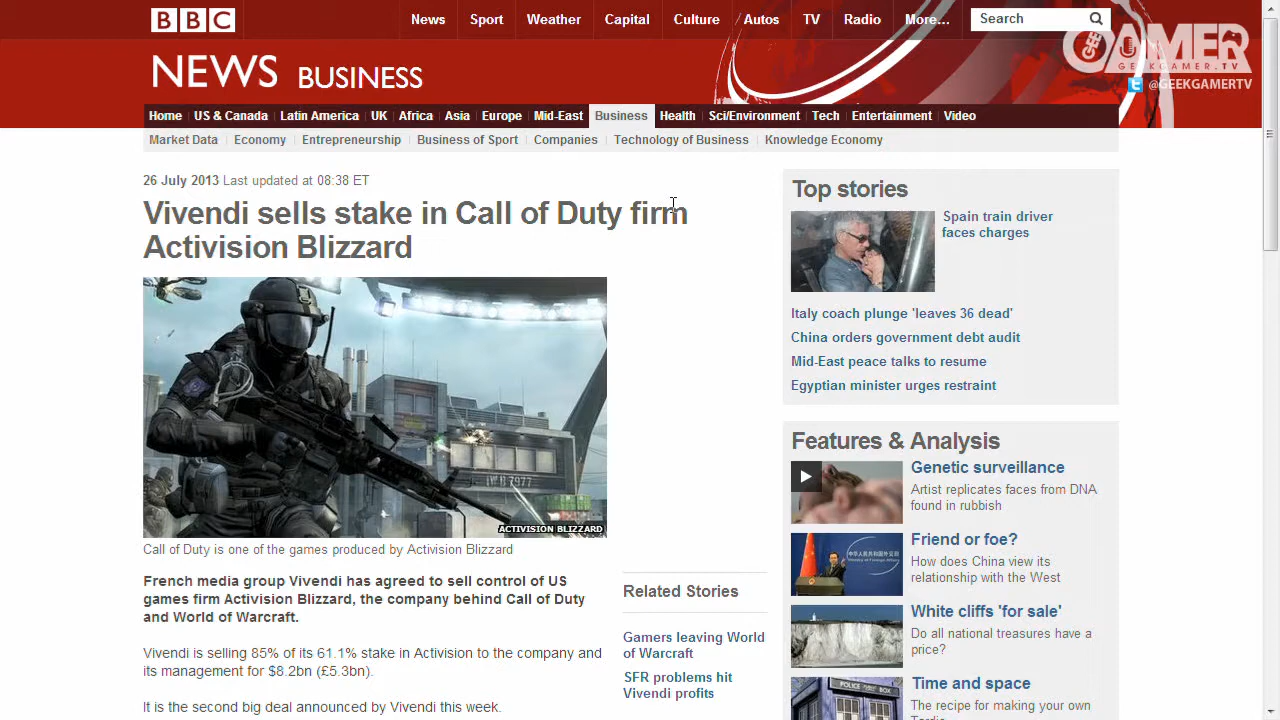 BBC
News Sport Weather Capital Culture Autos TV Radio More... Search
GEEK GAMER
GEEKGAMER.TV
@GEEKGAMERTV
NEWS BUSINESS
Home US & Canada Latin America UK Africa Asia Europe Mid-East Business Health Sci/Environment Tech Entertainment Video
Market Data Economy Entrepreneurship Business of Sport Companies Technology of Business Knowledge Economy
26 July 2013 Last updated at 08:38 ET
Vivendi sells stake in Call of Duty firm
Activision Blizzard
ACTIVISION BLIZZARD
Call of Duty is one of the games produced by Activision Blizzard
French media group Vivendi has agreed to sell control of US
games firm Activision Blizzard, the company behind Call of Duty
and World of Warcraft.
Vivendi is selling 85% of its 61.1% stake in Activision to the company and
its management for $8.2bn (£5.3bn).
It is the second big deal announced by Vivendi this week.
Related Stories
Gamers leaving World
of Warcraft
SFR problems hit
Vivendi profits
Top stories
Spain train driver
faces charges
Italy coach plunge 'leaves 36 dead'
China orders government debt audit
Mid-East peace talks to resume
Egyptian minister urges restraint
Features & Analysis
Genetic surveillance
Artist replicates faces from DNA
found in rubbish
Friend or foe?
How does China view its
relationship with the West
White cliffs 'for sale'
Do all national treasures have a
price?
POLICE BOX
Time and space
The recipe for making your own